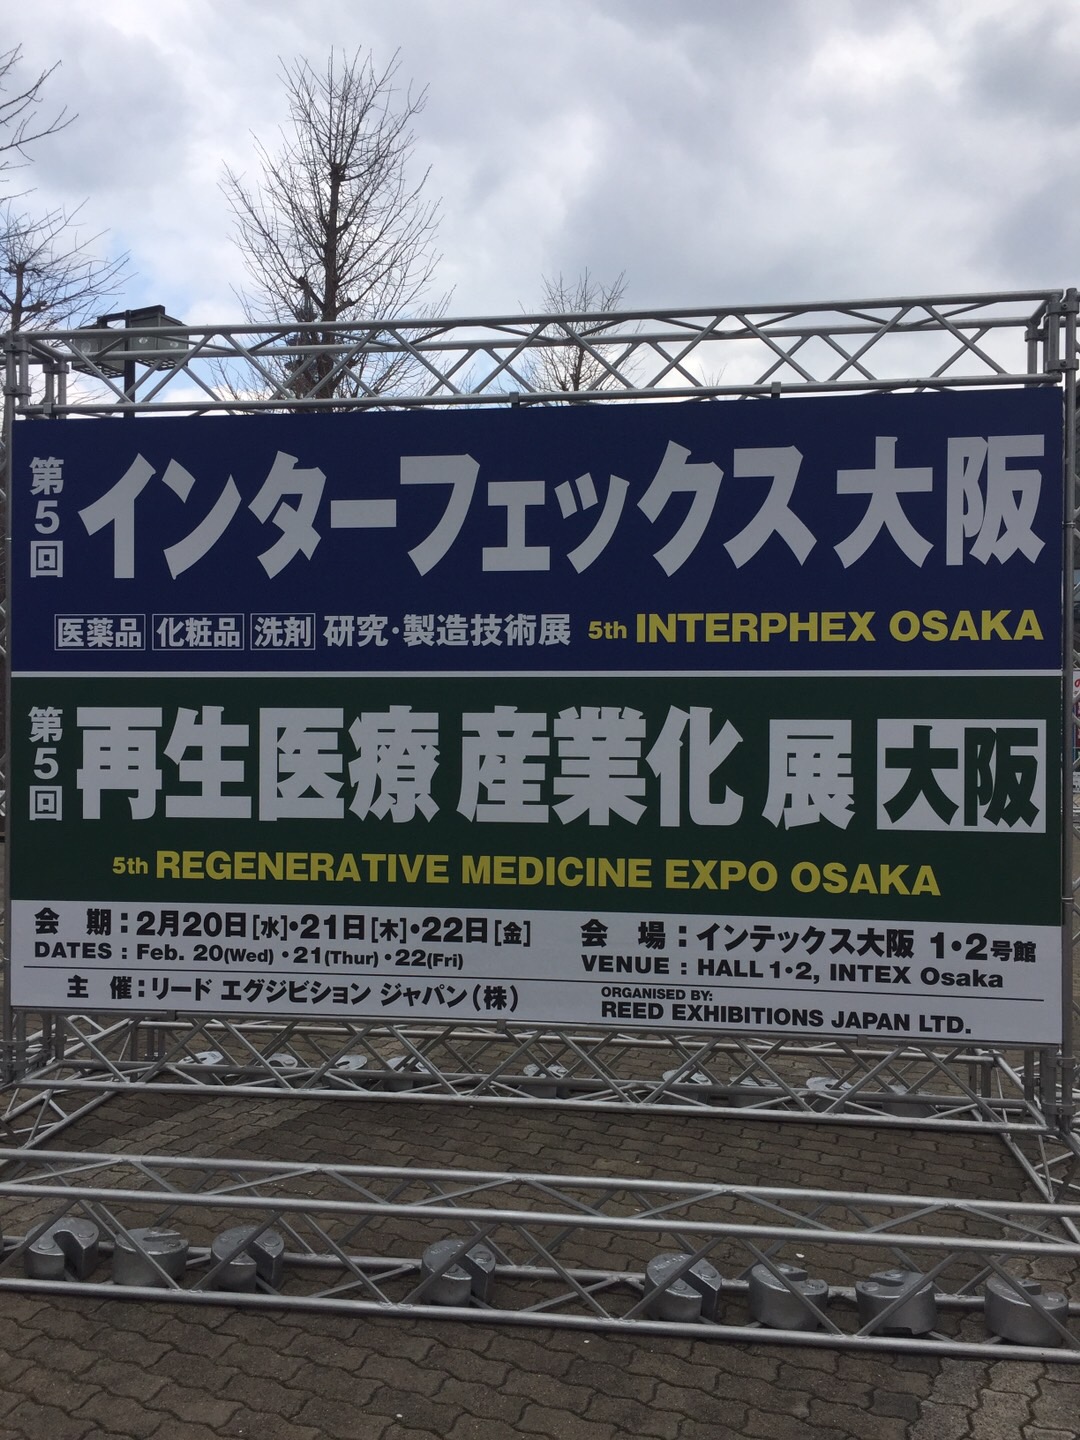 第5回
インターフェックス大阪
医薬品 化粧品 洗剤 研究・製造技術展 5th INTERPHEX OSAKA
第5回
再生医療 産業化 展 大阪
5th REGENERATIVE MEDICINE EXPO OSAKA
会 期：2月20日[水]・21日[木]・22日[金]
DATES : Feb. 20(Wed)・21(Thur)・22(Fri)
会 場：インテックス大阪 1・2号館
VENUE : HALL 1・2, INTEX Osaka
主 催：リード エグジビション ジャパン（株）
ORGANISED BY:
REED EXHIBITIONS JAPAN LTD.